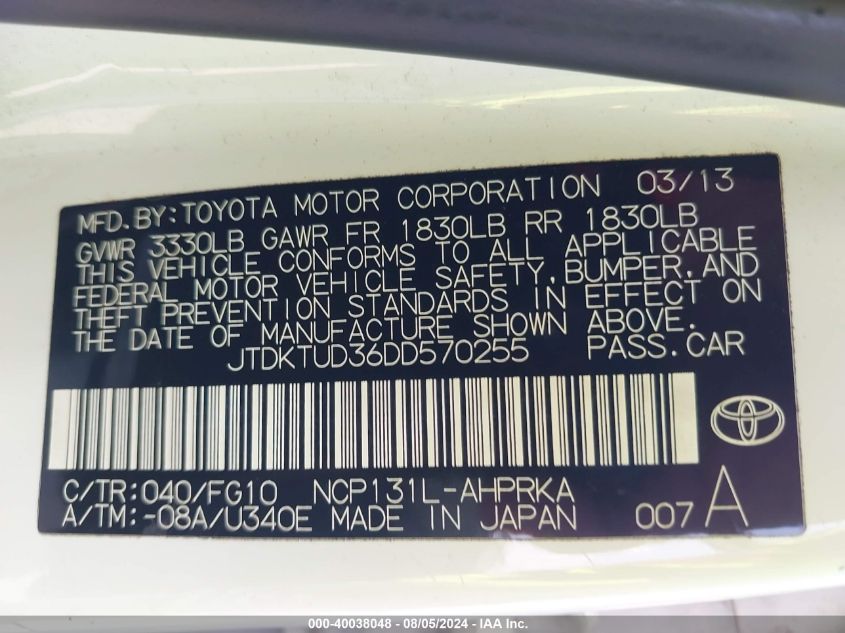 MFD.BY:TOYOTA MOTOR CORPORATION 03/13
GVWR 3330LB GAWR FR 1830LB RR 1830LB
THIS VEHICLE CONFORMS TO ALL APPLICABLE
FEDERAL MOTOR VEHICLE SAFETY,BUMPER,AND
THEFT PREVENTION STANDARDS IN EFFECT ON
THE DATE OF MANUFACTURE SHOWN ABOVE.
JTDKTUD36DD570255 PASS.CAR
C/TR:040/FG10 NCP131L-AHPRKA
A/TM:-08A/U340E MADE IN JAPAN 007 A
000-40038048 - 08/05/2024 - IAA Inc.